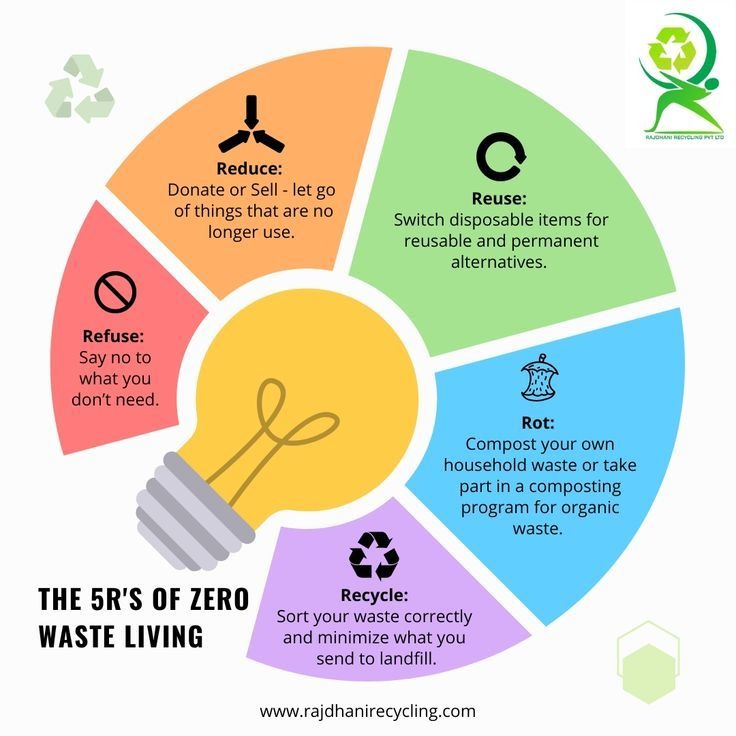 RAJDHANI RECYCLING PVT LTD
Reduce:
Donate or Sell - let go
of things that are no
longer use.
Reuse:
Switch disposable items for
reusable and permanent
alternatives.
Refuse:
Say no to
what you
don’t need.
Rot:
Compost your own
household waste or take
part in a composting
program for organic
waste.
Recycle:
Sort your waste correctly
and minimize what you
send to landfill.
THE 5R'S OF ZERO
WASTE LIVING
www.rajdhanirecycling.com